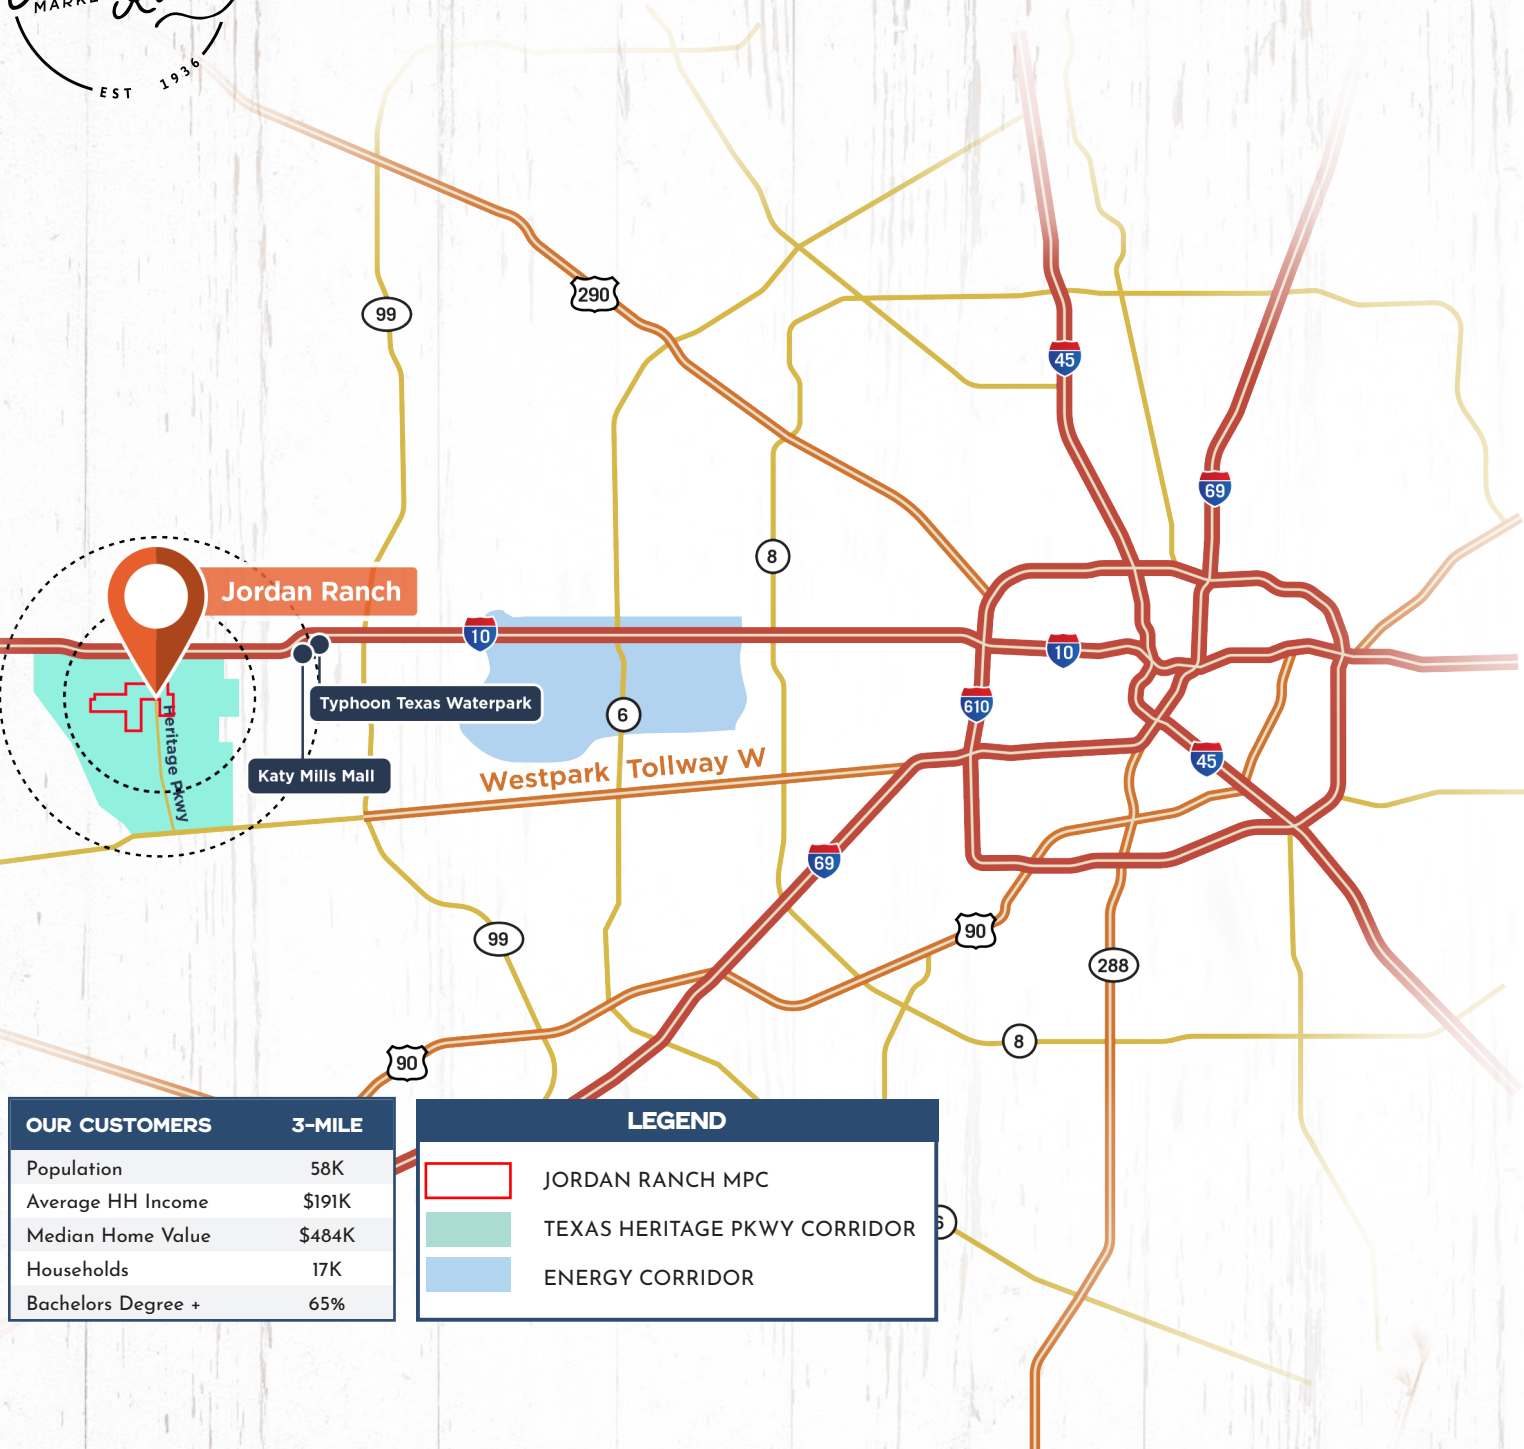 EST 1936
290
99
45
69
8
Jordan Ranch
10
10
Typhoon Texas Waterpark
610
6
Heritage Pkwy
Katy Mills Mall
Westpark Tollway W
45
69
90
99
288
8
90
OUR CUSTOMERS 3-MILE
Population 58K
Average HH Income $191K
Median Home Value $484K
Households 17K
Bachelors Degree + 65%
LEGEND
JORDAN RANCH MPC
TEXAS HERITAGE PKWY CORRIDOR
ENERGY CORRIDOR
6